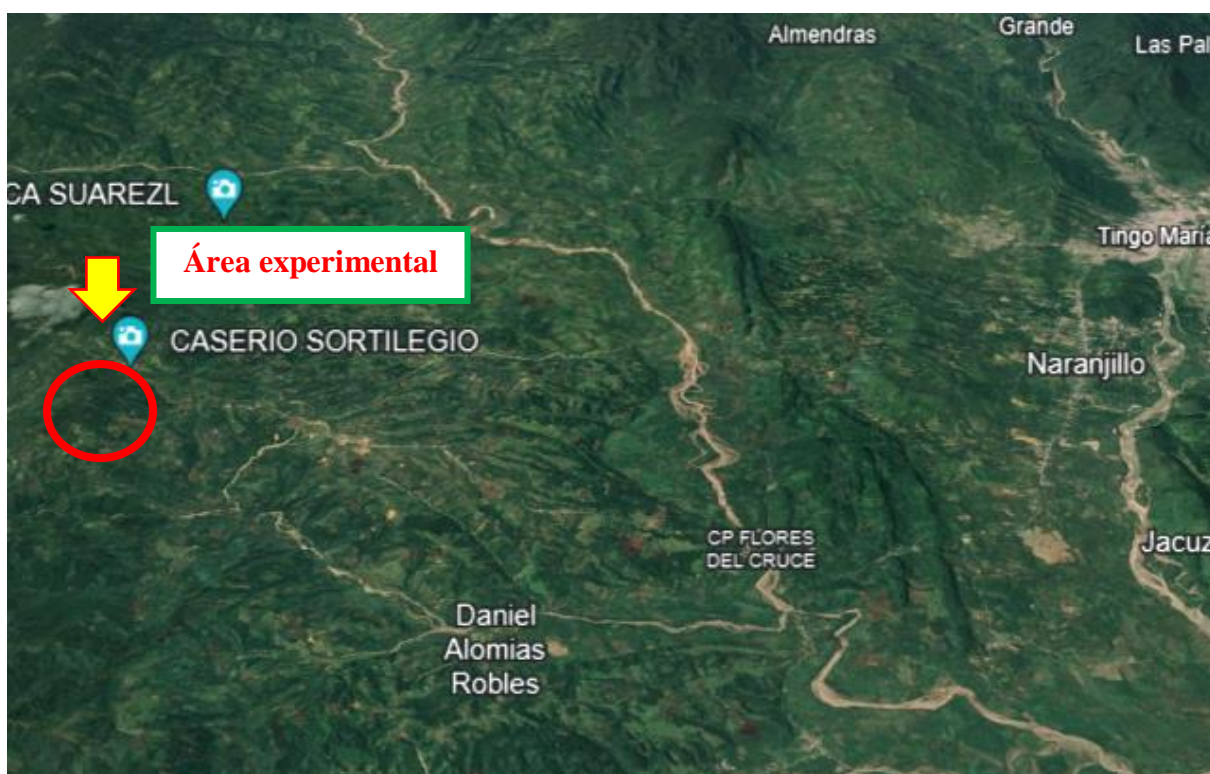 Almendras
Grande
Las Pal
CA SUAREZL
Tingo María
Área experimental
CASERIO SORTILEGIO
Naranjillo
CP FLORES
DEL CRUCE
Jacuz
Daniel
Alomias
Robles